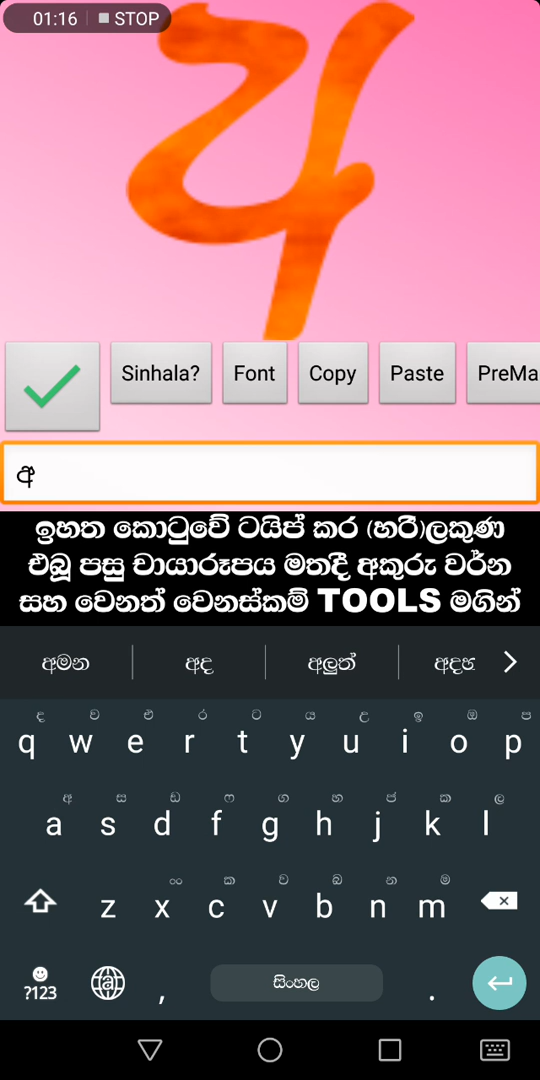 01:16 STOP
අ
Sinhala? Font Copy Paste PreMa
අ
ඉහත කොටුවේ ටයිප් කර (හරි)ලකුණ
එබූ පසු චායාරූපය මතදී අකුරු වර්න
සහ වෙනත් වෙනස්කම් TOOLS මගින්
අමන අද අලුත් අදහ
ද ව එ ර ට ය උ ඉ ඔ ප
q w e r t y u i o p
අ ස ඩ ෆ ග හ ජ ක ල
a s d f g h j k l
ං ක ව බ න ම
z x c v b n m
?123 , සිංහල .